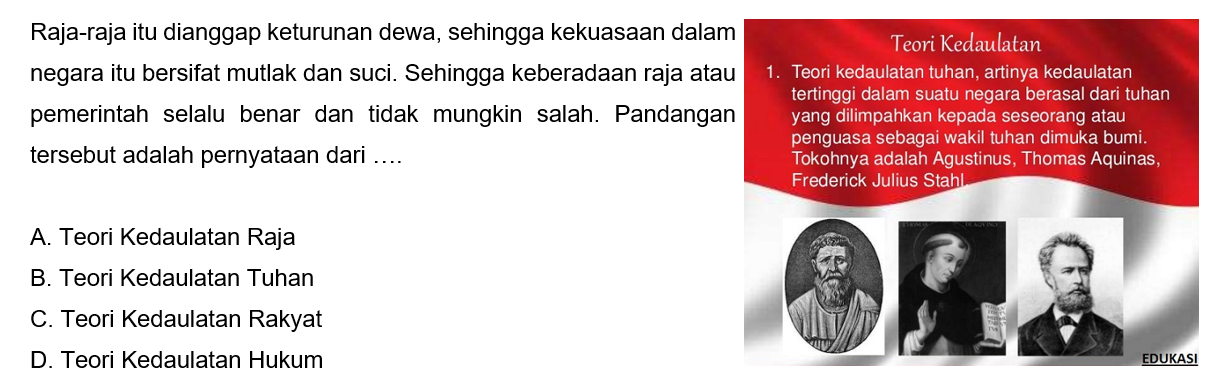 Raja-raja itu dianggap keturunan dewa, sehingga kekuasaan dalam
negara itu bersifat mutlak dan suci. Sehingga keberadaan raja atau
pemerintah selalu benar dan tidak mungkin salah. Pandangan
tersebut adalah pernyataan dari ….
A. Teori Kedaulatan Raja
B. Teori Kedaulatan Tuhan
C. Teori Kedaulatan Rakyat
D. Teori Kedaulatan Hukum
Teori Kedaulatan
1. Teori kedaulatan tuhan, artinya kedaulatan
tertinggi dalam suatu negara berasal dari tuhan
yang dilimpahkan kepada seseorang atau
penguasa sebagai wakil tuhan dimuka bumi.
Tokohnya adalah Agustinus, Thomas Aquinas,
Frederick Julius Stahl.
EDUKASI